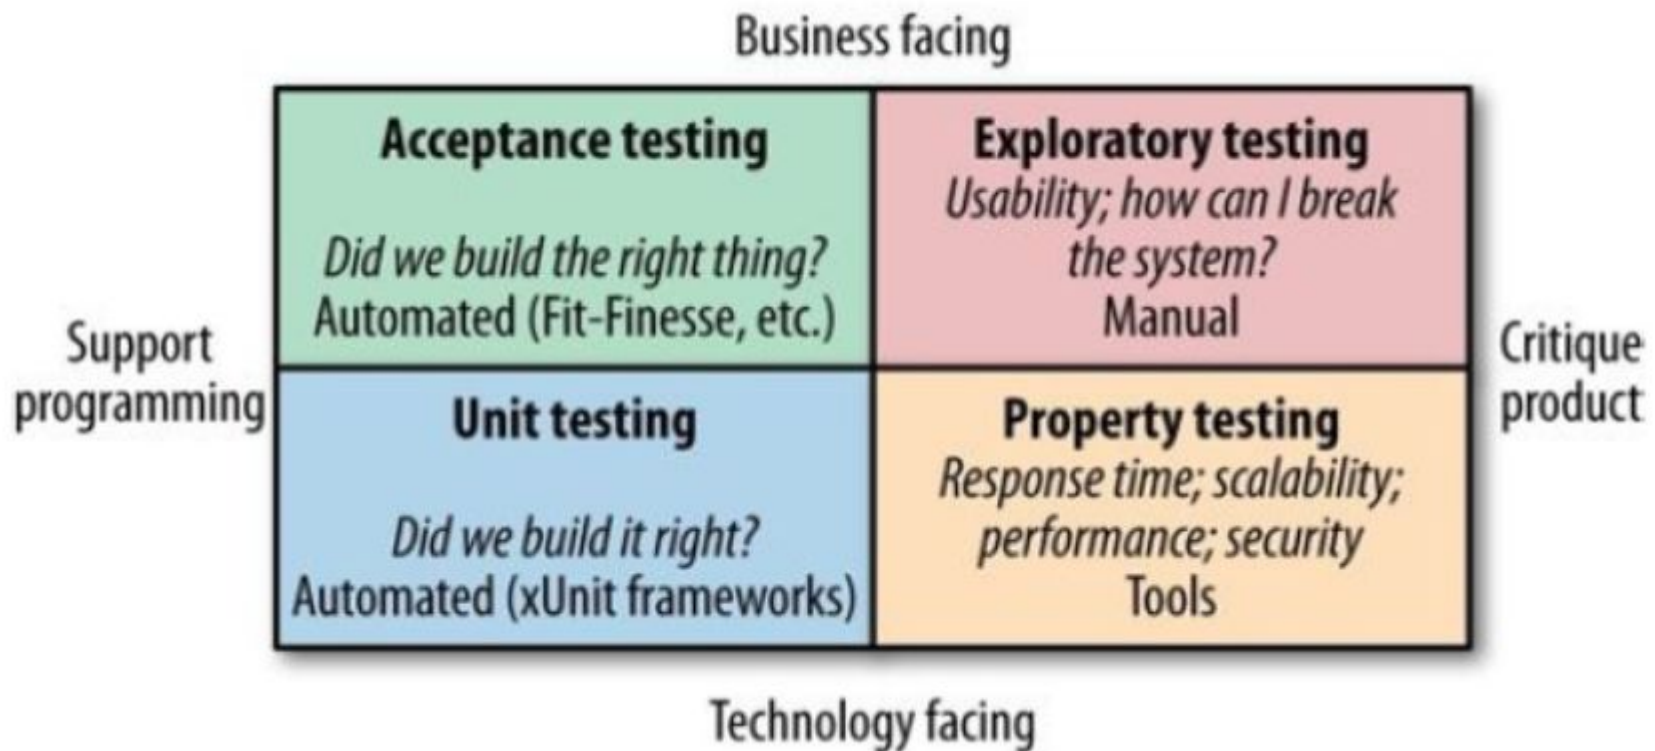 Business facing
Acceptance testing
Did we build the right thing?
Automated (Fit-Finesse, etc.)
Exploratory testing
Usability; how can I break
the system?
Manual
Support
programming
Critique
product
Unit testing
Did we build it right?
Automated (xUnit frameworks)
Property testing
Response time; scalability;
performance; security
Tools
Technology facing